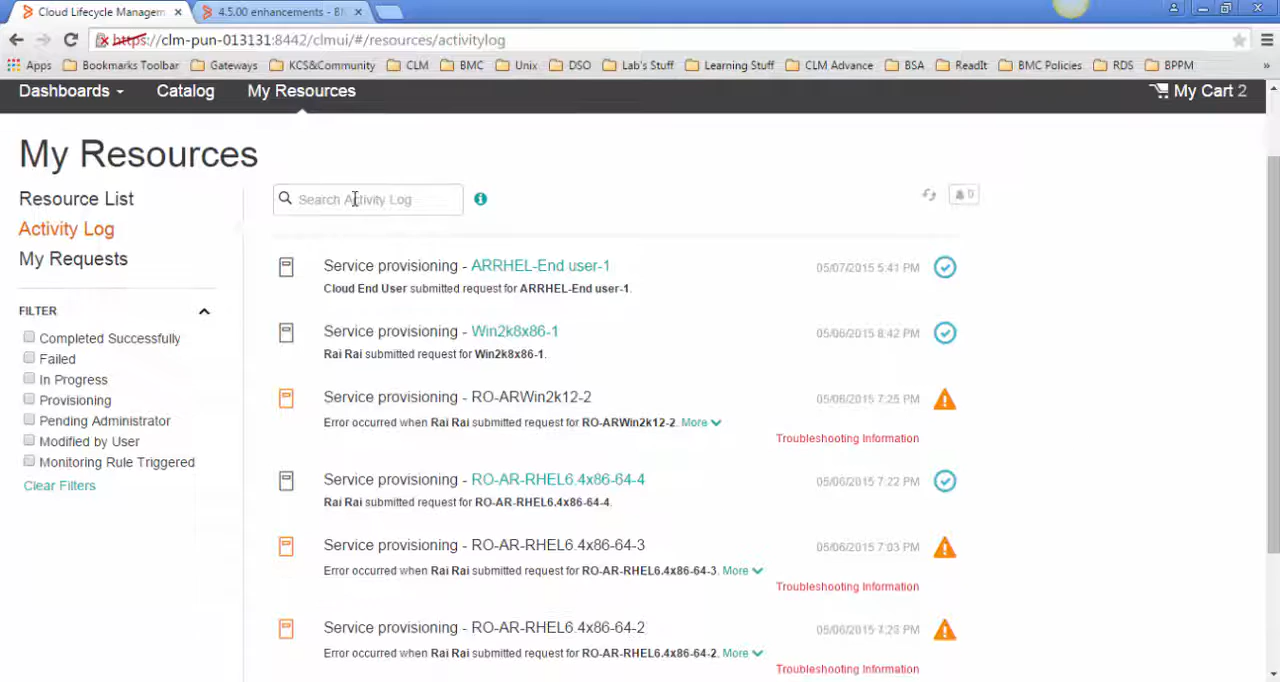 Cloud Lifecycle Managem
4.5.00 enhancements - BM
https://clm-pun-013131:8442/clmui/#/resources/activitylog
Apps Bookmarks Toolbar Gateways KCS&Community CLM BMC Unix DSO Lab's Stuff Learning Stuff CLM Advance BSA ReadIt BMC Policies RDS BPPM »
Dashboards Catalog My Resources My Cart 2
My Resources
Resource List
Activity Log
My Requests
FILTER
Completed Successfully
Failed
In Progress
Provisioning
Pending Administrator
Modified by User
Monitoring Rule Triggered
Clear Filters
Search Activity Log
0
Service provisioning - ARRHEL-End user-1 05/07/2015 5:41 PM
Cloud End User submitted request for ARRHEL-End user-1.
Service provisioning - Win2k8x86-1 05/06/2015 8:42 PM
Rai Rai submitted request for Win2k8x86-1.
Service provisioning - RO-ARWin2k12-2 05/06/2015 7:25 PM
Error occurred when Rai Rai submitted request for RO-ARWin2k12-2. More
Troubleshooting Information
Service provisioning - RO-AR-RHEL6.4x86-64-4 05/06/2015 7:22 PM
Rai Rai submitted request for RO-AR-RHEL6.4x86-64-4.
Service provisioning - RO-AR-RHEL6.4x86-64-3 05/06/2015 7:03 PM
Error occurred when Rai Rai submitted request for RO-AR-RHEL6.4x86-64-3. More
Troubleshooting Information
Service provisioning - RO-AR-RHEL6.4x86-64-2 05/06/2015 PM
Error occurred when Rai Rai submitted request for RO-AR-RHEL6.4x86-64-2. More
Troubleshooting Information